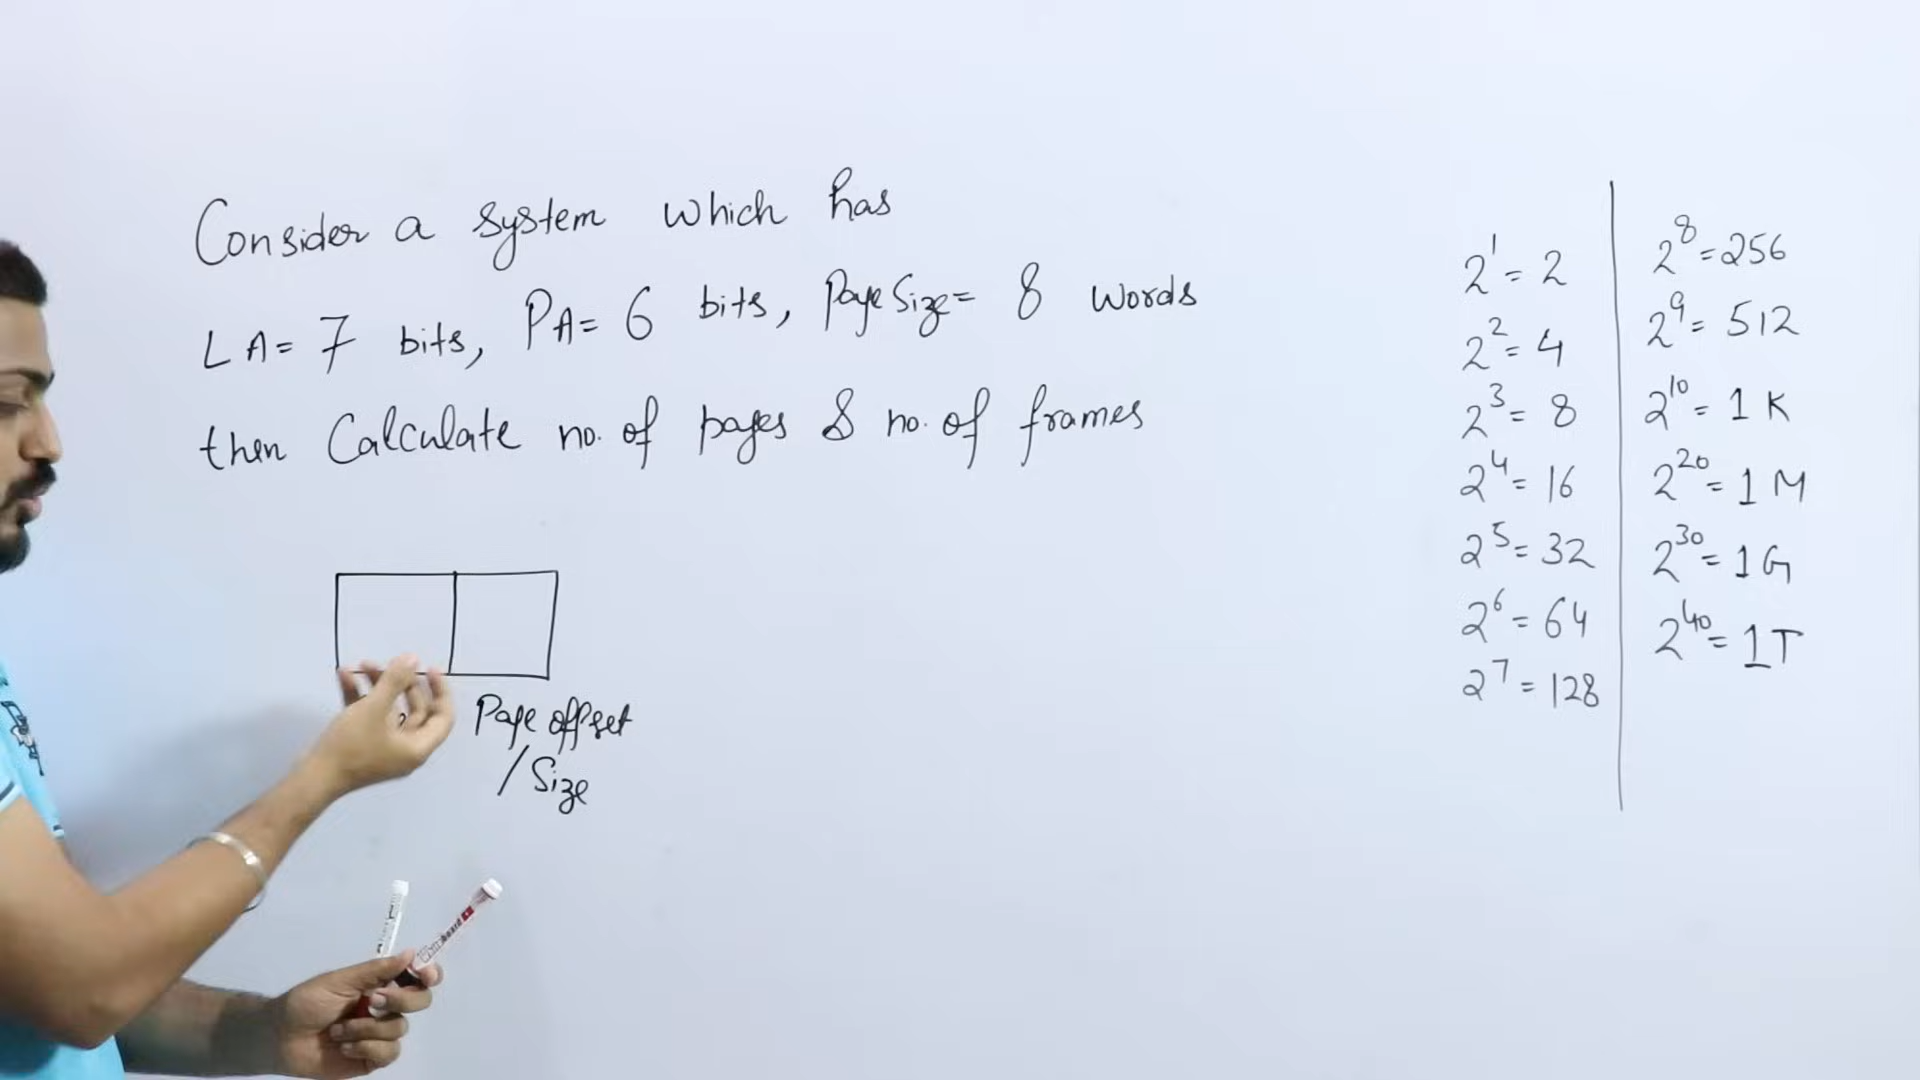 Consider a system which has
LA= 7 bits, PA= 6 bits, Page Size= 8 words
then Calculate no. of pages & no. of frames
Page offset
/ Size
2^1 = 2
2^2 = 4
2^3 = 8
2^4 = 16
2^5 = 32
2^6 = 64
2^7 = 128
2^8 = 256
2^9 = 512
2^10 = 1 K
2^20 = 1 M
2^30 = 1 G
2^40 = 1 T